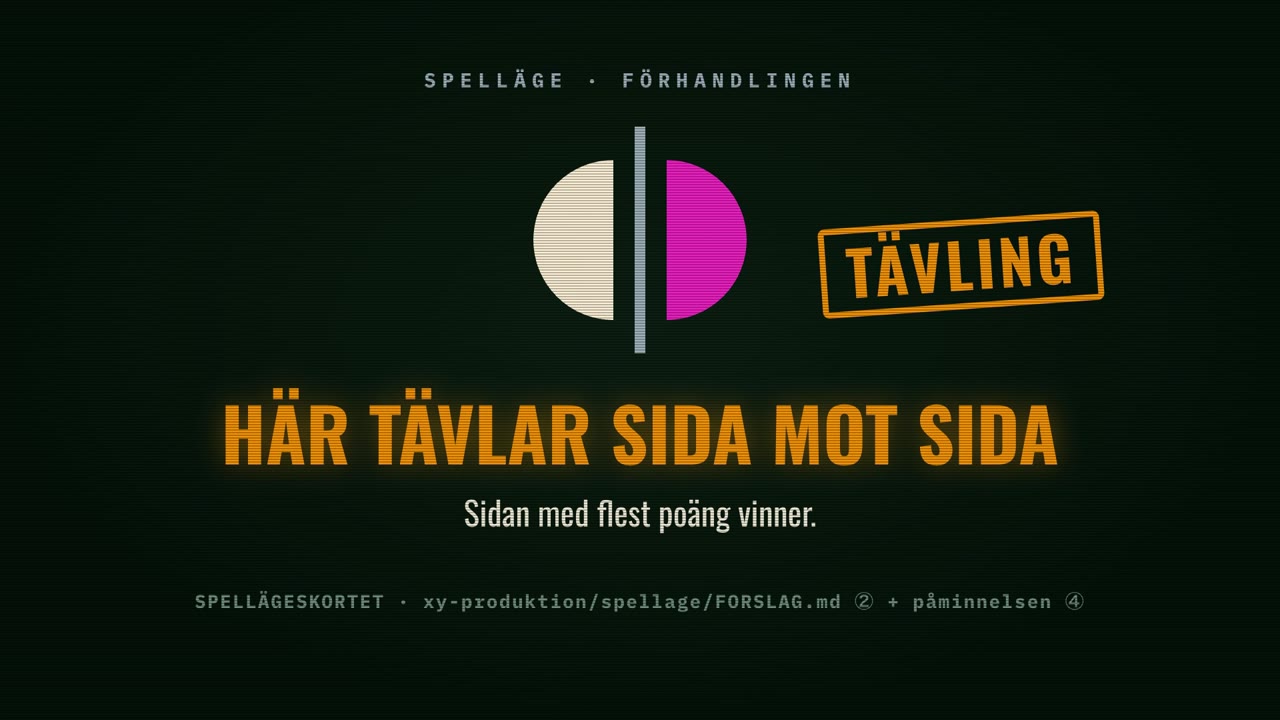 SPELLÄGE · FÖRHANDLINGEN
TÄVLING
HÄR TÄVLAR SIDA MOT SIDA
Sidan med flest poäng vinner.
SPELLÄGESKORTET · xy-produktion/spellage/FORSLAG.md ② + påminnelsen ④